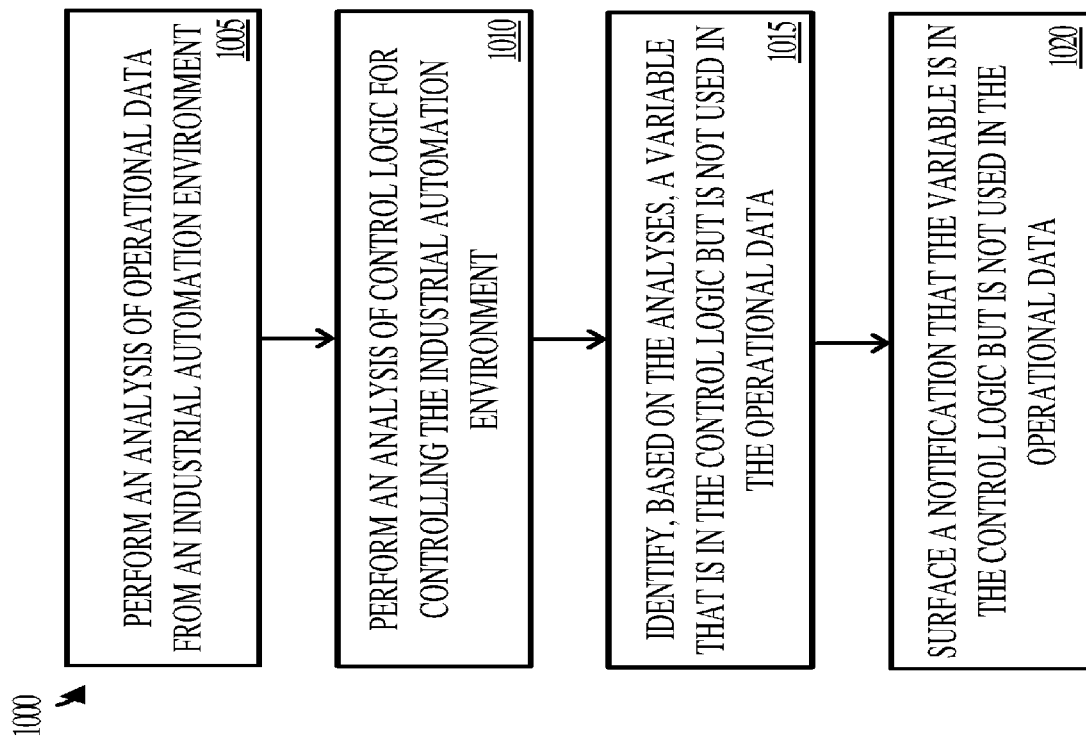 1000
PERFORM AN ANALYSIS OF OPERATIONAL DATA
FROM AN INDUSTRIAL AUTOMATION ENVIRONMENT
1005
PERFORM AN ANALYSIS OF CONTROL LOGIC FOR
CONTROLLING THE INDUSTRIAL AUTOMATION
ENVIRONMENT
1010
IDENTIFY, BASED ON THE ANALYSES, A VARIABLE
THAT IS IN THE CONTROL LOGIC BUT IS NOT USED IN
THE OPERATIONAL DATA
1015
SURFACE A NOTIFICATION THAT THE VARIABLE IS IN
THE CONTROL LOGIC BUT IS NOT USED IN THE
OPERATIONAL DATA
1020